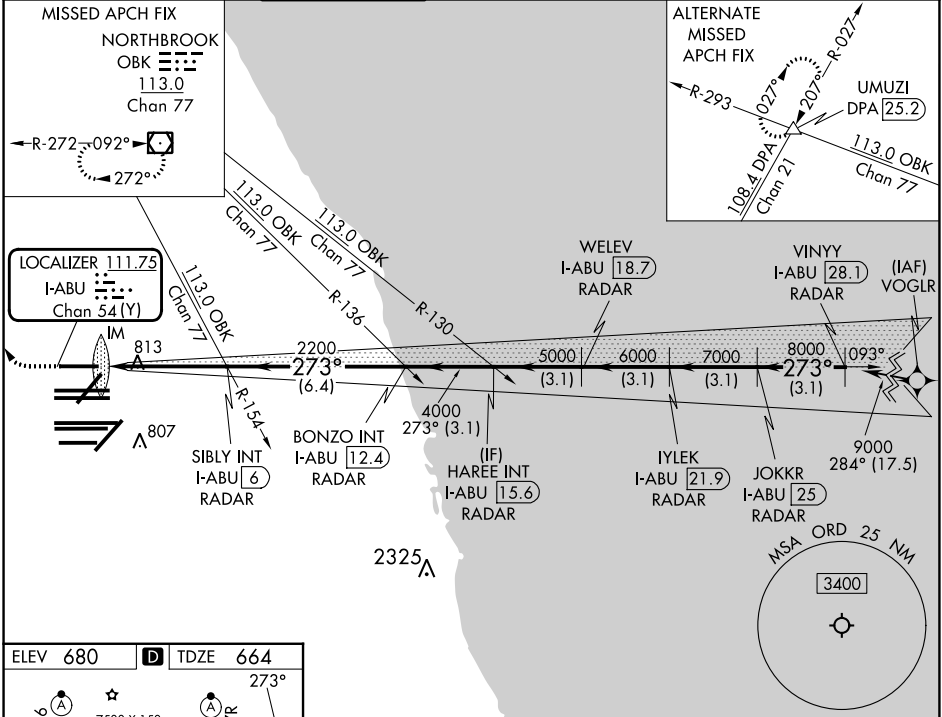 MISSED APCH FIX
NORTHBROOK
OBK
113.0
Chan 77
R-272
092°
272°
ALTERNATE
MISSED
APCH FIX
R-027
027°
207°
R-293
UMUZI
DPA 25.2
113.0 OBK
Chan 77
108.4 DPA
Chan 21
113.0 OBK
Chan 77
113.0 OBK
Chan 77
113.0 OBK
Chan 77
R-136
R-130
R-154
LOCALIZER 111.75
I-ABU
Chan 54 (Y)
IM
813
807
WELEV
I-ABU 18.7
RADAR
VINYY
I-ABU 28.1
RADAR
(IAF)
VOGLR
2200
273°
(6.4)
4000
273° (3.1)
5000
(3.1)
6000
(3.1)
7000
(3.1)
8000
273°
(3.1)
093°
9000
284° (17.5)
SIBLY INT
I-ABU 6
RADAR
BONZO INT
I-ABU 12.4
RADAR
(IF)
HAREE INT
I-ABU 15.6
RADAR
IYLEK
I-ABU 21.9
RADAR
JOKKR
I-ABU 25
RADAR
2325
MSA ORD 25 NM
3400
ELEV 680 D TDZE 664
273°
A
A